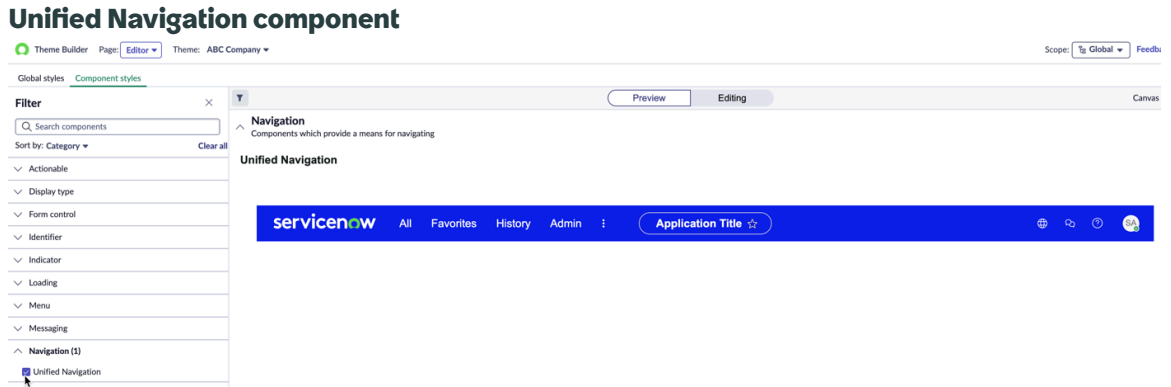 Unified Navigation component
Theme Builder Page: Editor Theme: ABC Company Scope: Global
Global styles Component styles
Filter × Preview Editing Canvas
Search components
Sort by: Category Clear all
Navigation
Components which provide a means for navigating
Unified Navigation
Actionable
Display type
Form control
Identifier
Indicator
Loading
Menu
Messaging
Navigation (1)
Unified Navigation
servicenow All Favorites History Admin Application Title SA